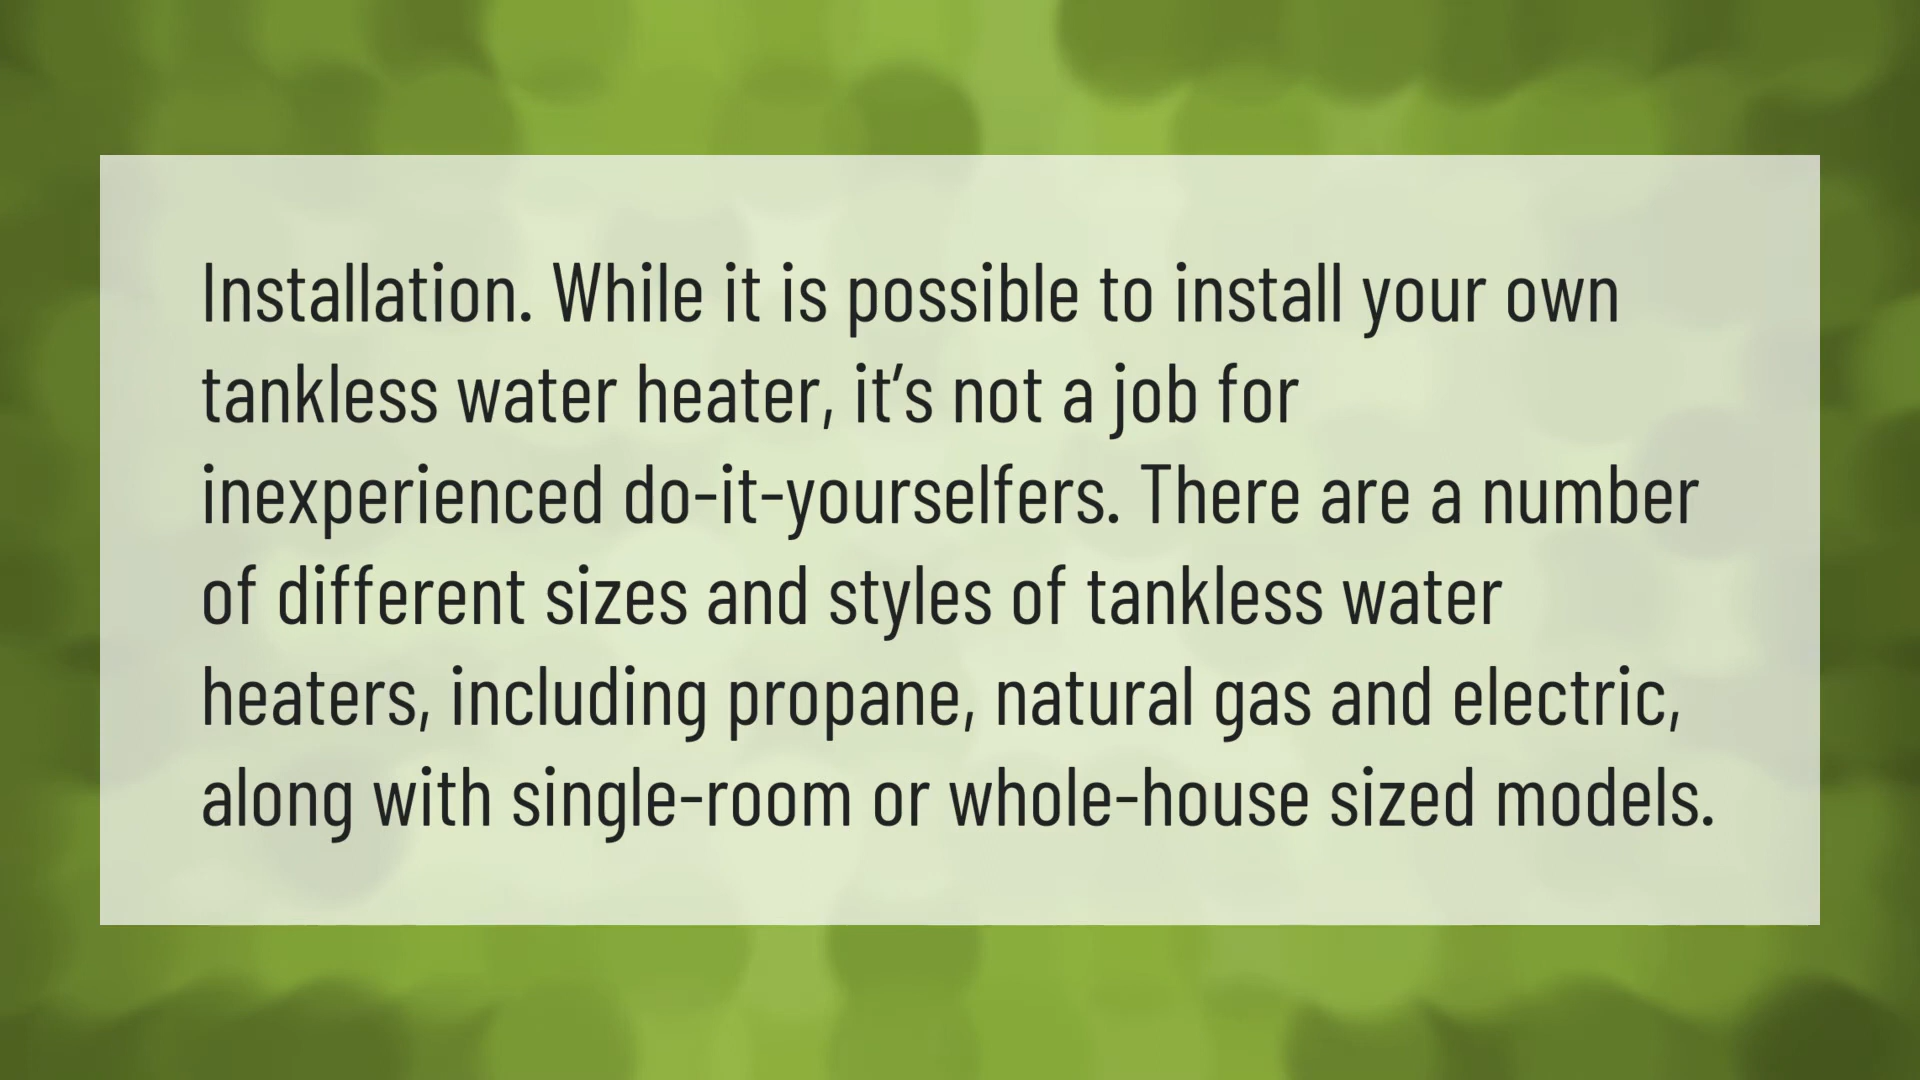 Installation. While it is possible to install your own
tankless water heater, it’s not a job for
inexperienced do-it-yourselfers. There are a number
of different sizes and styles of tankless water
heaters, including propane, natural gas and electric,
along with single-room or whole-house sized models.